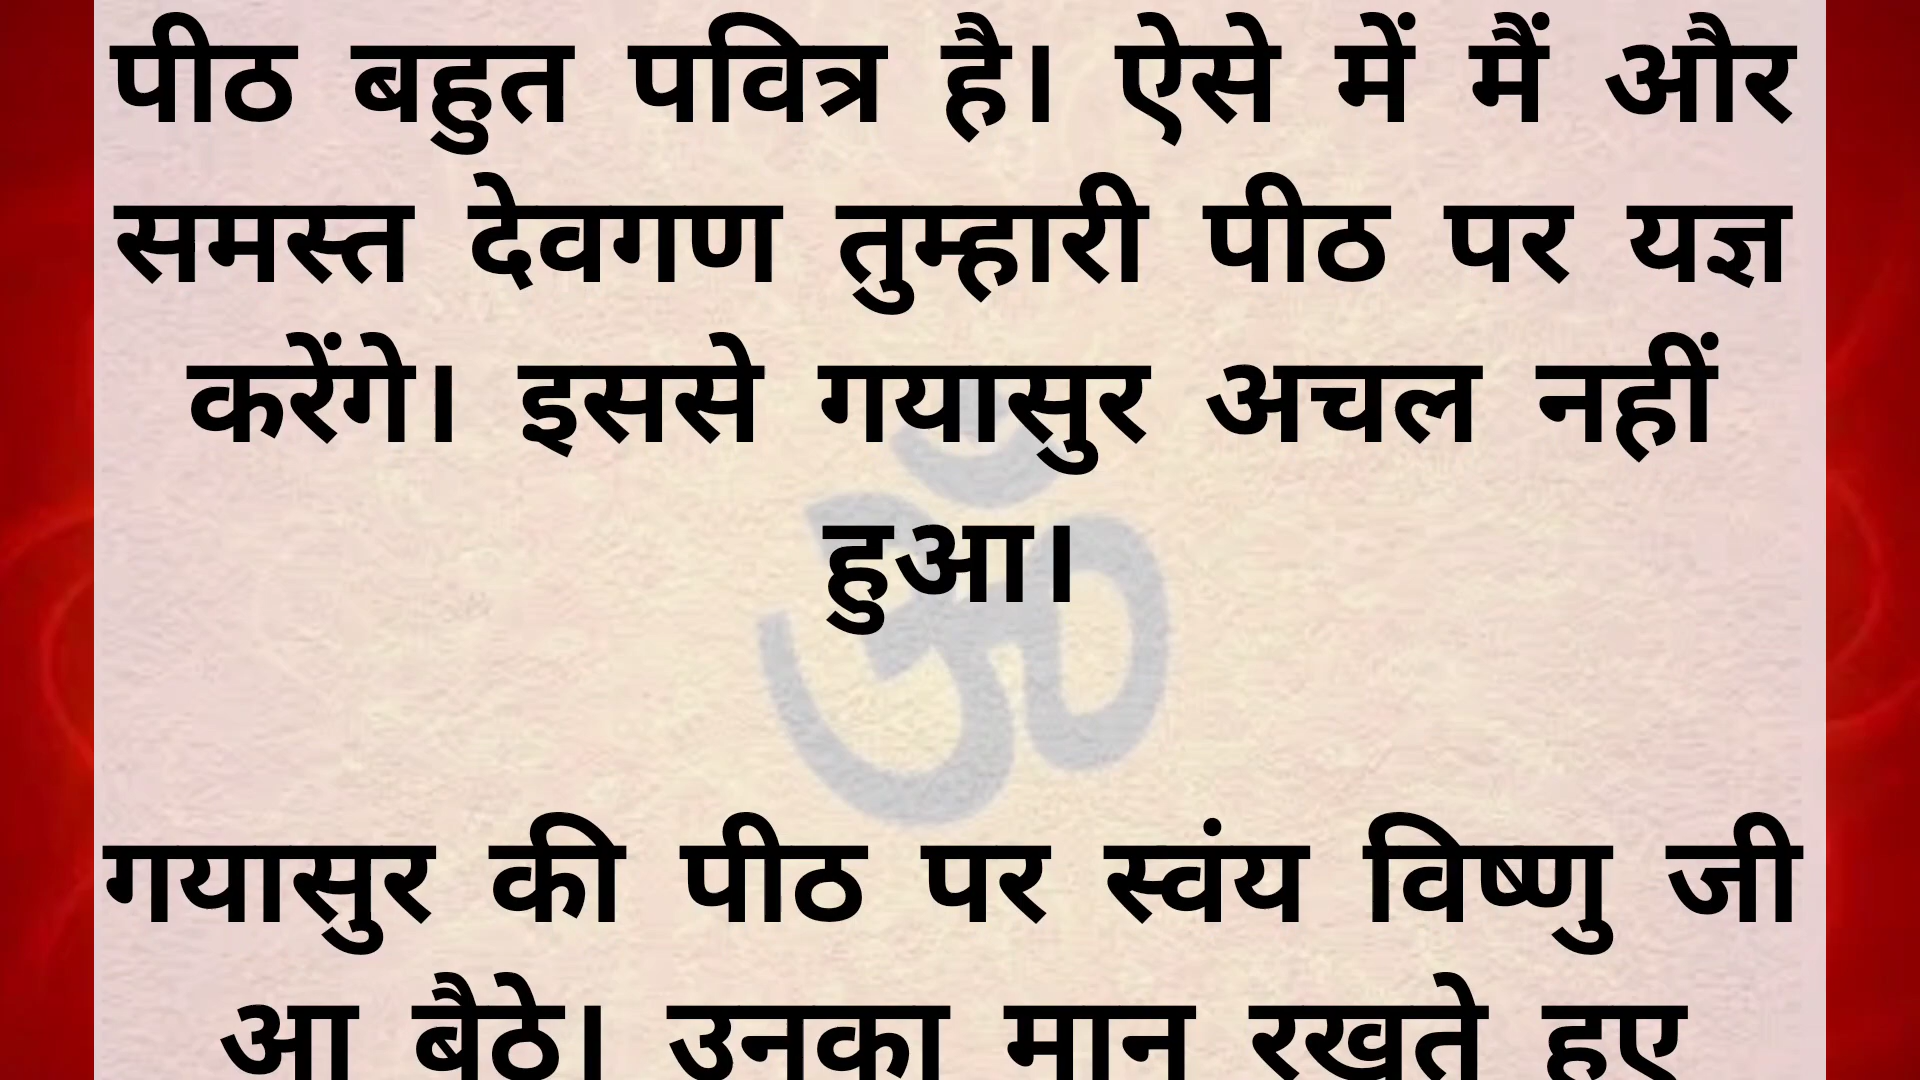 पीठ बहुत पवित्र है। ऐसे में मैं और
समस्त देवगण तुम्हारी पीठ पर यज्ञ
करेंगे। इससे गयासुर अचल नहीं
हुआ।
गयासुर की पीठ पर स्वंय विष्णु जी
आ बैठे। उनका मान रखते हुए